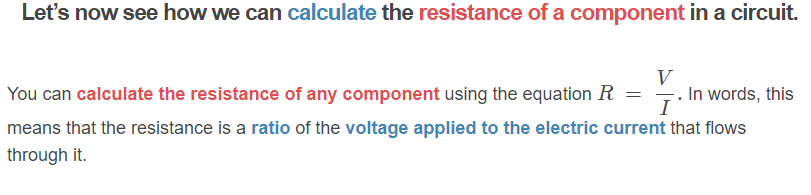 Let's now see how we can calculate the resistance of a component in a circuit.
You can calculate the resistance of any component using the equation R = V/I. In words, this
means that the resistance is a ratio of the voltage applied to the electric current that flows
through it.